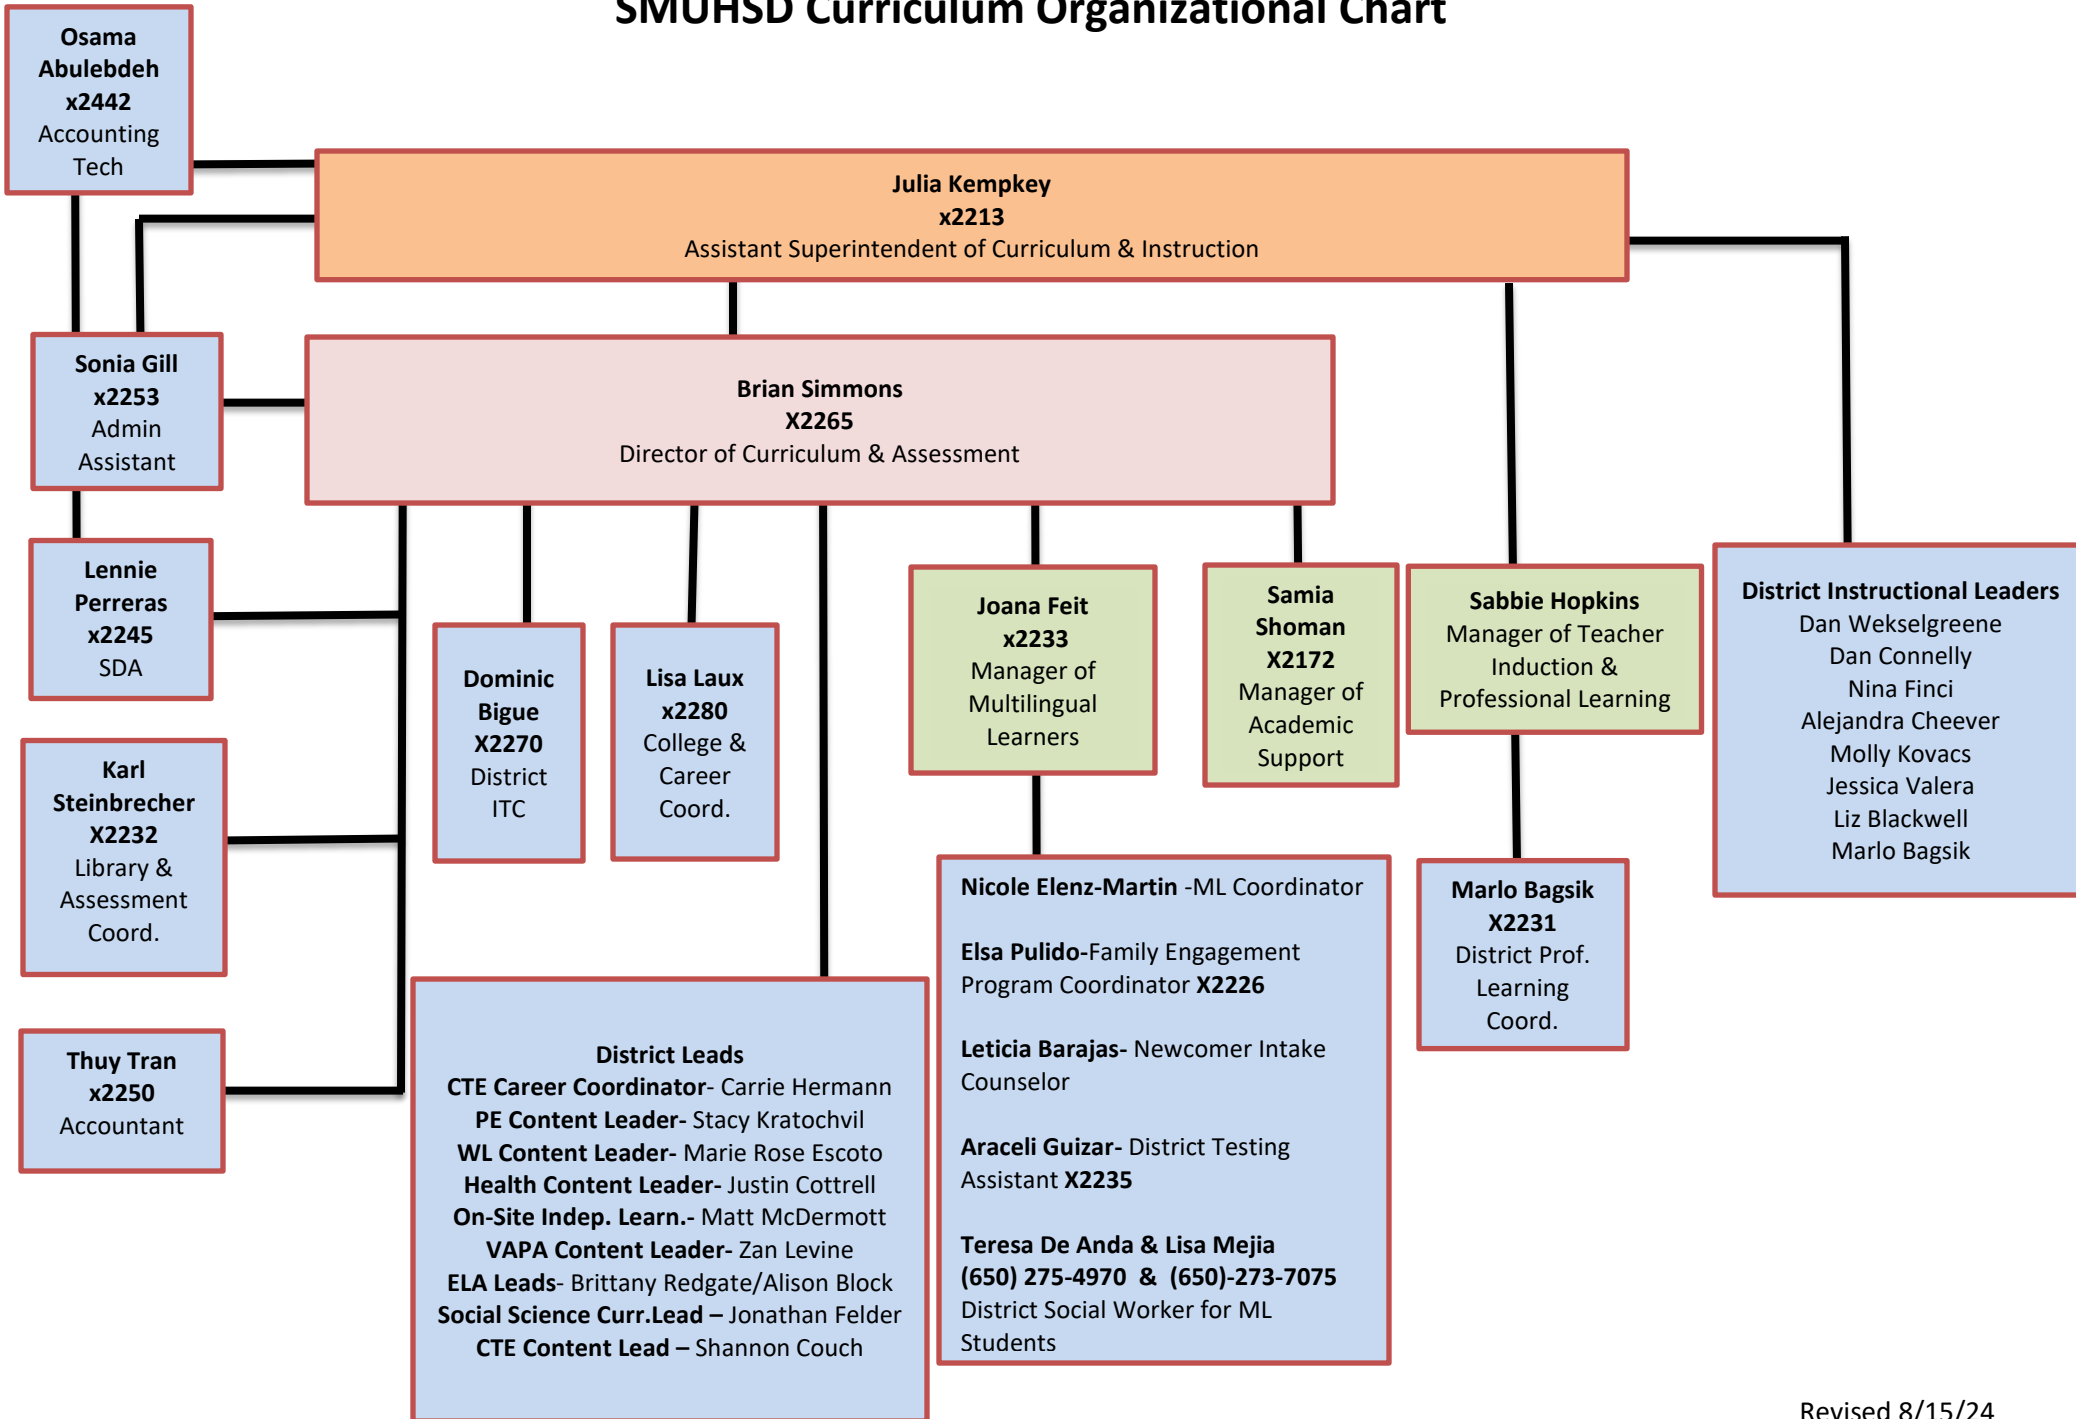 SMUHSD Curriculum Organizational Chart
Osama
Abulebdeh
x2442
Accounting
Tech
Julia Kempkey
x2213
Assistant Superintendent of Curriculum & Instruction
Sonia Gill
x2253
Admin
Assistant
Brian Simmons
X2265
Director of Curriculum & Assessment
Lennie
Perreras
x2245
SDA
Karl
Steinbrecher
X2232
Library &
Assessment
Coord.
Thuy Tran
x2250
Accountant
Dominic
Bigue
X2270
District
ITC
Lisa Laux
x2280
College &
Career
Coord.
District Leads
CTE Career Coordinator- Carrie Hermann
PE Content Leader- Stacy Kratochvil
WL Content Leader- Marie Rose Escoto
Health Content Leader- Justin Cottrell
On-Site Indep. Learn.- Matt McDermott
VAPA Content Leader- Zan Levine
ELA Leads- Brittany Redgate/Alison Block
Social Science Curr.Lead – Jonathan Felder
CTE Content Lead – Shannon Couch
Joana Feit
x2233
Manager of
Multilingual
Learners
Nicole Elenz-Martin -ML Coordinator
Elsa Pulido-Family Engagement
Program Coordinator X2226
Leticia Barajas- Newcomer Intake
Counselor
Araceli Guizar- District Testing
Assistant X2235
Teresa De Anda & Lisa Mejia
(650) 275-4970 & (650)-273-7075
District Social Worker for ML
Students
Samia
Shoman
X2172
Manager of
Academic
Support
Sabbie Hopkins
Manager of Teacher
Induction &
Professional Learning
Marlo Bagsik
X2231
District Prof.
Learning
Coord.
District Instructional Leaders
Dan Wekselgreene
Dan Connelly
Nina Finci
Alejandra Cheever
Molly Kovacs
Jessica Valera
Liz Blackwell
Marlo Bagsik
Revised 8/15/24